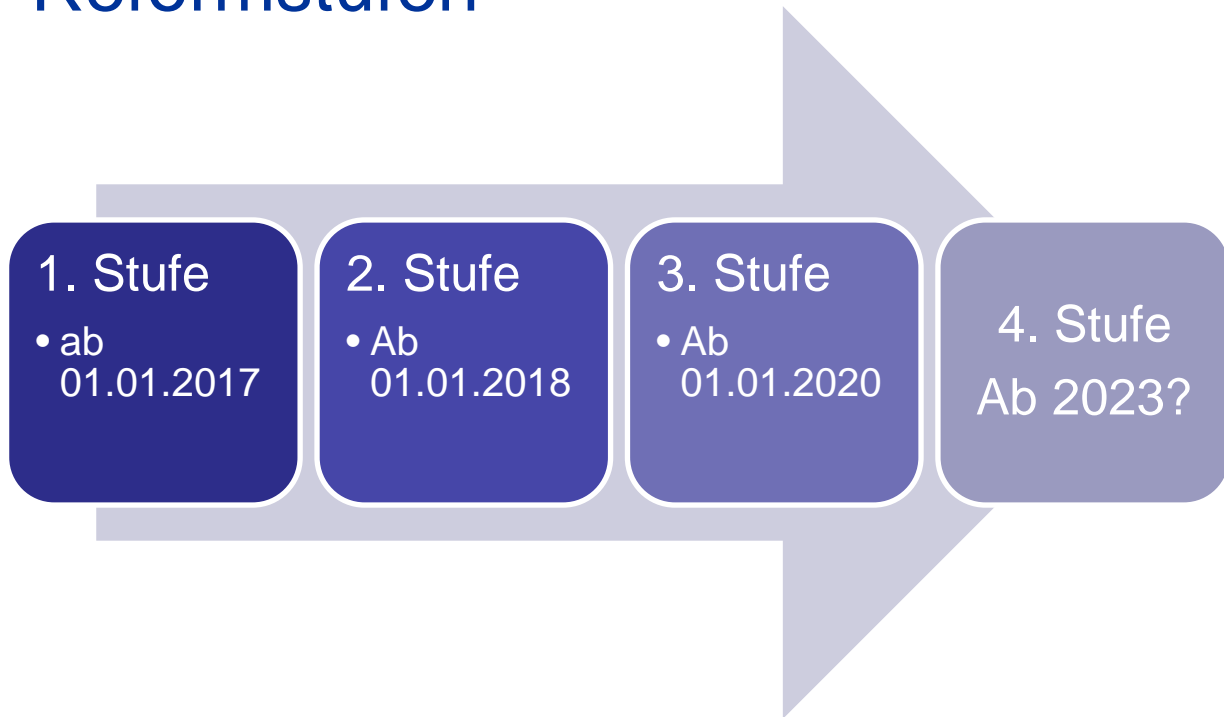 Reformstufen
1. Stufe
• ab
01.01.2017
2. Stufe
• Ab
01.01.2018
3. Stufe
• Ab
01.01.2020
4. Stufe
Ab 2023?